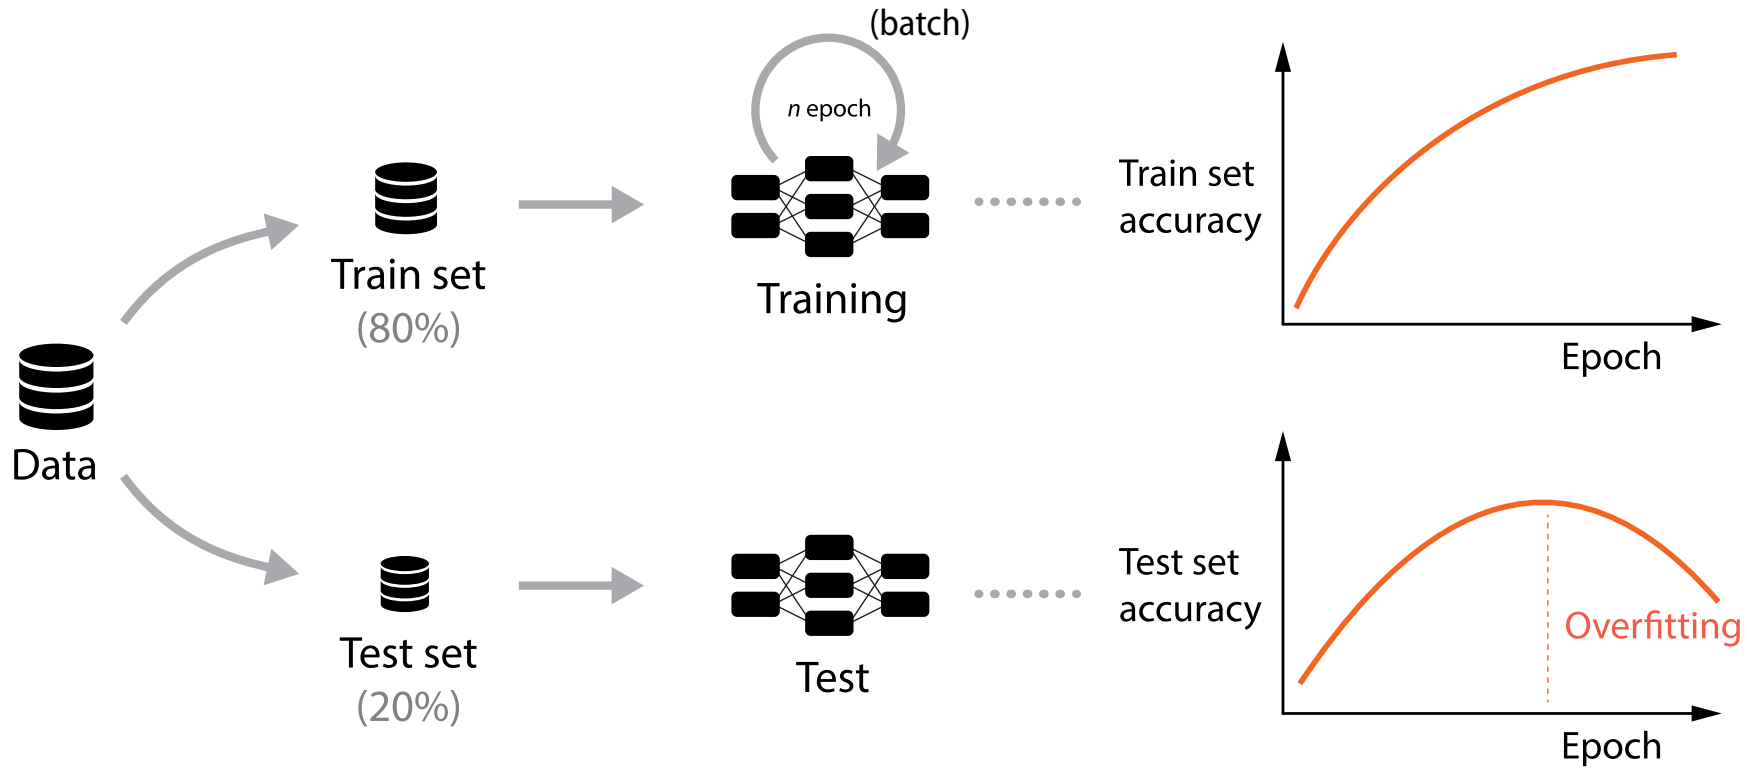 (batch)
n epoch
Train set
(80%)
Training
Train set
accuracy
Epoch
Data
Test set
(20%)
Test
Test set
accuracy
Overfitting
Epoch